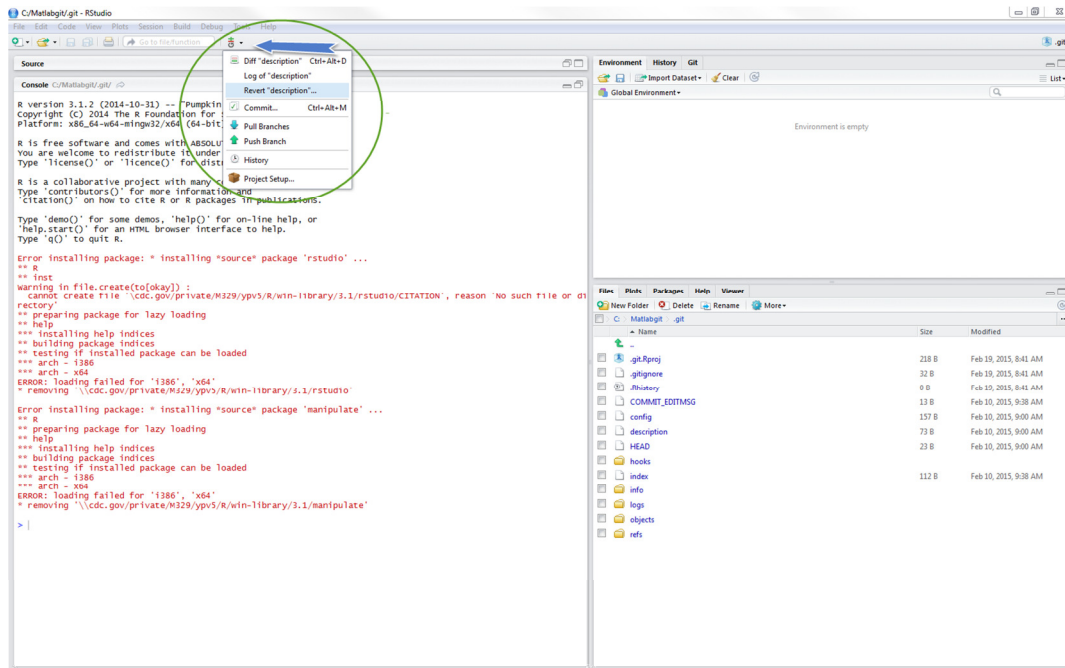 C:/Matlabgit/.git - RStudio
File Edit Code View Plots Session Build Debug Tools Help
Go to file/function
.git
Source
Console C:/Matlabgit/.git/
R version 3.1.2 (2014-10-31) -- "Pumpkin
Copyright (C) 2014 The R Foundation for
Platform: x86_64-w64-mingw32/x64 (64-bit)
R is free software and comes with ABSOLU
You are welcome to redistribute it under
Type 'license()' or 'licence()' for dist
R is a collaborative project with many c
Type 'contributors()' for more information and
'citation()' on how to cite R or R packages in publications.
Type 'demo()' for some demos, 'help()' for on-line help, or
'help.start()' for an HTML browser interface to help.
Type 'q()' to quit R.
Error installing package: * installing *source* package 'rstudio' ...
** R
** inst
Warning in file.create(to[okay]) :
cannot create file '\\cdc.gov/private/M329/ypv5/R/win-library/3.1/rstudio/CITATION', reason 'No such file or di
rectory'
** preparing package for lazy loading
** help
*** installing help indices
** building package indices
** testing if installed package can be loaded
*** arch - i386
*** arch - x64
ERROR: loading failed for 'i386', 'x64'
* removing '\\cdc.gov/private/M329/ypv5/R/win-library/3.1/rstudio'
Error installing package: * installing *source* package 'manipulate' ...
** R
** preparing package for lazy loading
** help
*** installing help indices
** building package indices
** testing if installed package can be loaded
*** arch - i386
*** arch - x64
ERROR: loading failed for 'i386', 'x64'
* removing '\\cdc.gov/private/M329/ypv5/R/win-library/3.1/manipulate'
>
Diff "description" Ctrl+Alt+D
Log of "description"
Revert "description"...
Commit... Ctrl+Alt+M
Pull Branches
Push Branch
History
Project Setup...
Environment History Git
Import Dataset Clear List
Global Environment
Environment is empty
Files Plots Packages Help Viewer
New Folder Delete Rename More
C: Matlabgit .git
Name Size Modified
..
.git.Rproj 218 B Feb 19, 2015, 8:41 AM
.gitignore 32 B Feb 19, 2015, 8:41 AM
.Rhistory 0 B Feb 19, 2015, 8:41 AM
COMMIT_EDITMSG 13 B Feb 10, 2015, 9:38 AM
config 157 B Feb 10, 2015, 9:00 AM
description 73 B Feb 10, 2015, 9:00 AM
HEAD 23 B Feb 10, 2015, 9:00 AM
hooks
index 112 B Feb 10, 2015, 9:38 AM
info
logs
objects
refs